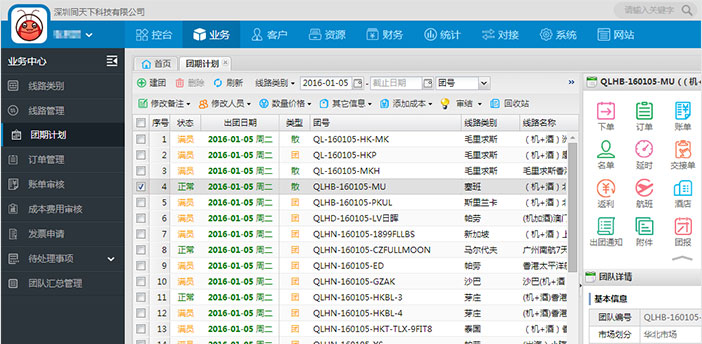 深圳同天下科技有限公司
请输入关键字
控台 业务 客户 资源 财务 统计 对接 系统 网站
业务中心
线路类别
线路管理
团期计划
订单管理
账单审核
成本费用审核
发票申请
待处理事项
团队汇总管理
首页 团期计划
建团 删除 刷新 线路类别 2016-01-05 - 截止日期 团号
修改备注 修改人员 数量价格 其它信息 添加成本 审结 回收站
序号 状态 出团日期 类型 团号 线路类别 线路名称
1 满员 2016-01-05 周二 散 QL-160105-HK-MK 毛里求斯
2 满员 2016-01-05 周二 团 QL-160105-HKP 毛里求斯
3 满员 2016-01-05 周二 散 QLH-160105-MKH 毛里求斯 毛里求斯香港
4 正常 2016-01-05 周二 散 QLHB-160105-MU 塞班 （机+酒）北
5 满员 2016-01-05 周二 团 QLHB-160105-PKUL 斯里兰卡 （机+酒）
6 满员 2016-01-05 周二 团 QLHD-160105-LV日晖 帕劳 (机加酒)澳门
7 满员 2016-01-05 周二 团 QLHN-160105-1899FLLBS 新加坡 （机+酒）上
8 正常 2016-01-05 周二 团 QLHN-160105-CZFULLMOON 马尔代夫 广州南航7天
9 满员 2016-01-05 周二 团 QLHN-160105-ED 帕劳 香港太平洋航
10 满员 2016-01-05 周二 团 QLHN-160105-GZAK 沙巴 沙巴(机+酒)
11 正常 2016-01-05 周二 团 QLHN-160105-HKBL-3 芽庄 (机+酒)香港
12 满员 2016-01-05 周二 团 QLHN-160105-HKBL-4 芽庄 （机+酒)香港
13 满员 2016-01-05 周二 团 QLHN-160105-HKT-TLX-9FIT8 泰国 （机+酒）香
QLHB-160105-MU (（机
下单 订单 账单
名单 延时 交接单
返利 航班 酒店
出团通知 附件 团报
团队详情
基本信息
团队编号 QLHB-160105-
市场划分 华北市场